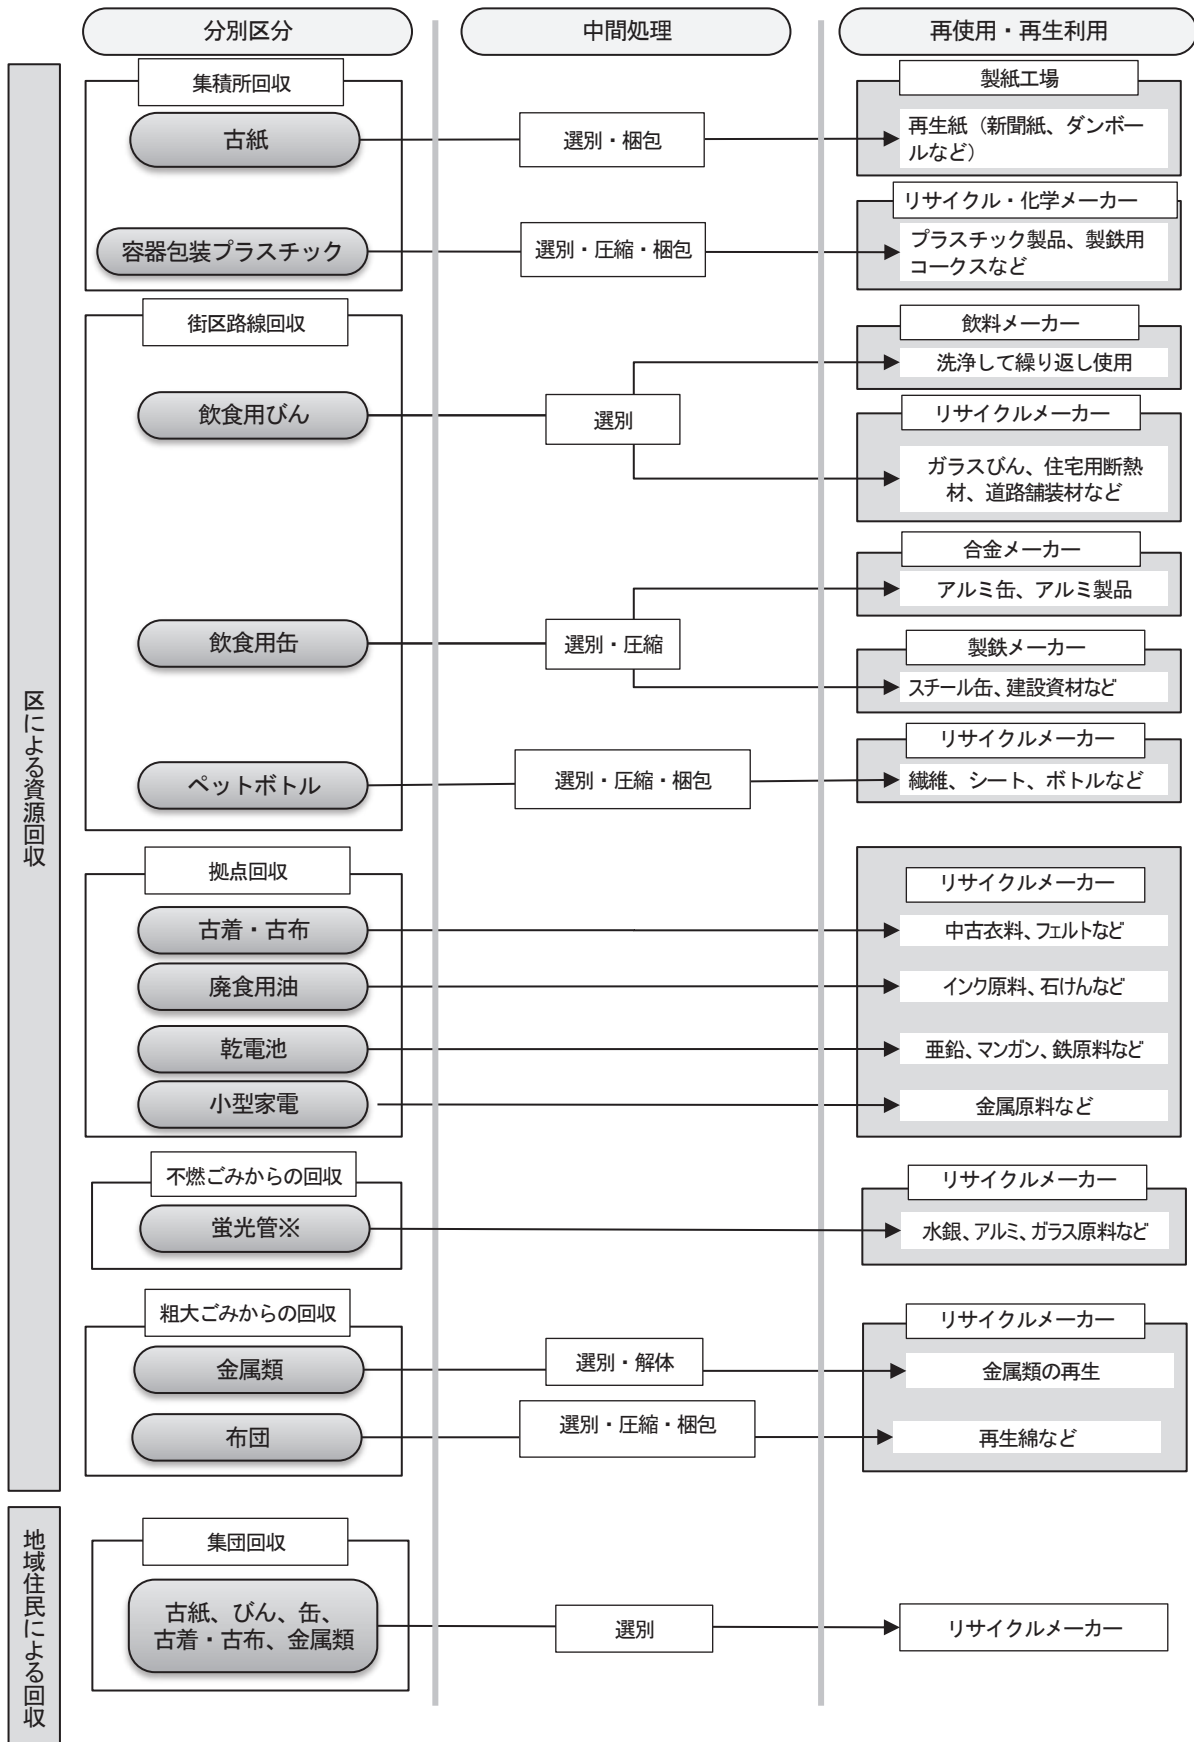 分別区分
中間処理
再使用・再生利用
区による資源回収
集積所回収
製紙工場
古紙
選別・梱包
再生紙（新聞紙、ダンボー
ルなど）
リサイクル・化学メーカー
容器包装プラスチック
選別・圧縮・梱包
プラスチック製品、製鉄用
コークスなど
街区路線回収
飲料メーカー
洗浄して繰り返し使用
飲食用びん
選別
リサイクルメーカー
ガラスびん、住宅用断熱
材、道路舗装材など
合金メーカー
アルミ缶、アルミ製品
飲食用缶
選別・圧縮
製鉄メーカー
スチール缶、建設資材など
リサイクルメーカー
ペットボトル
選別・圧縮・梱包
繊維、シート、ボトルなど
拠点回収
リサイクルメーカー
古着・古布
中古衣料、フェルトなど
廃食用油
インク原料、石けんなど
乾電池
亜鉛、マンガン、鉄原料など
小型家電
金属原料など
不燃ごみからの回収
リサイクルメーカー
蛍光管※
水銀、アルミ、ガラス原料など
粗大ごみからの回収
リサイクルメーカー
金属類
選別・解体
金属類の再生
布団
選別・圧縮・梱包
再生綿など
地域住民による回収
集団回収
古紙、びん、缶、
古着・古布、金属類
選別
リサイクルメーカー